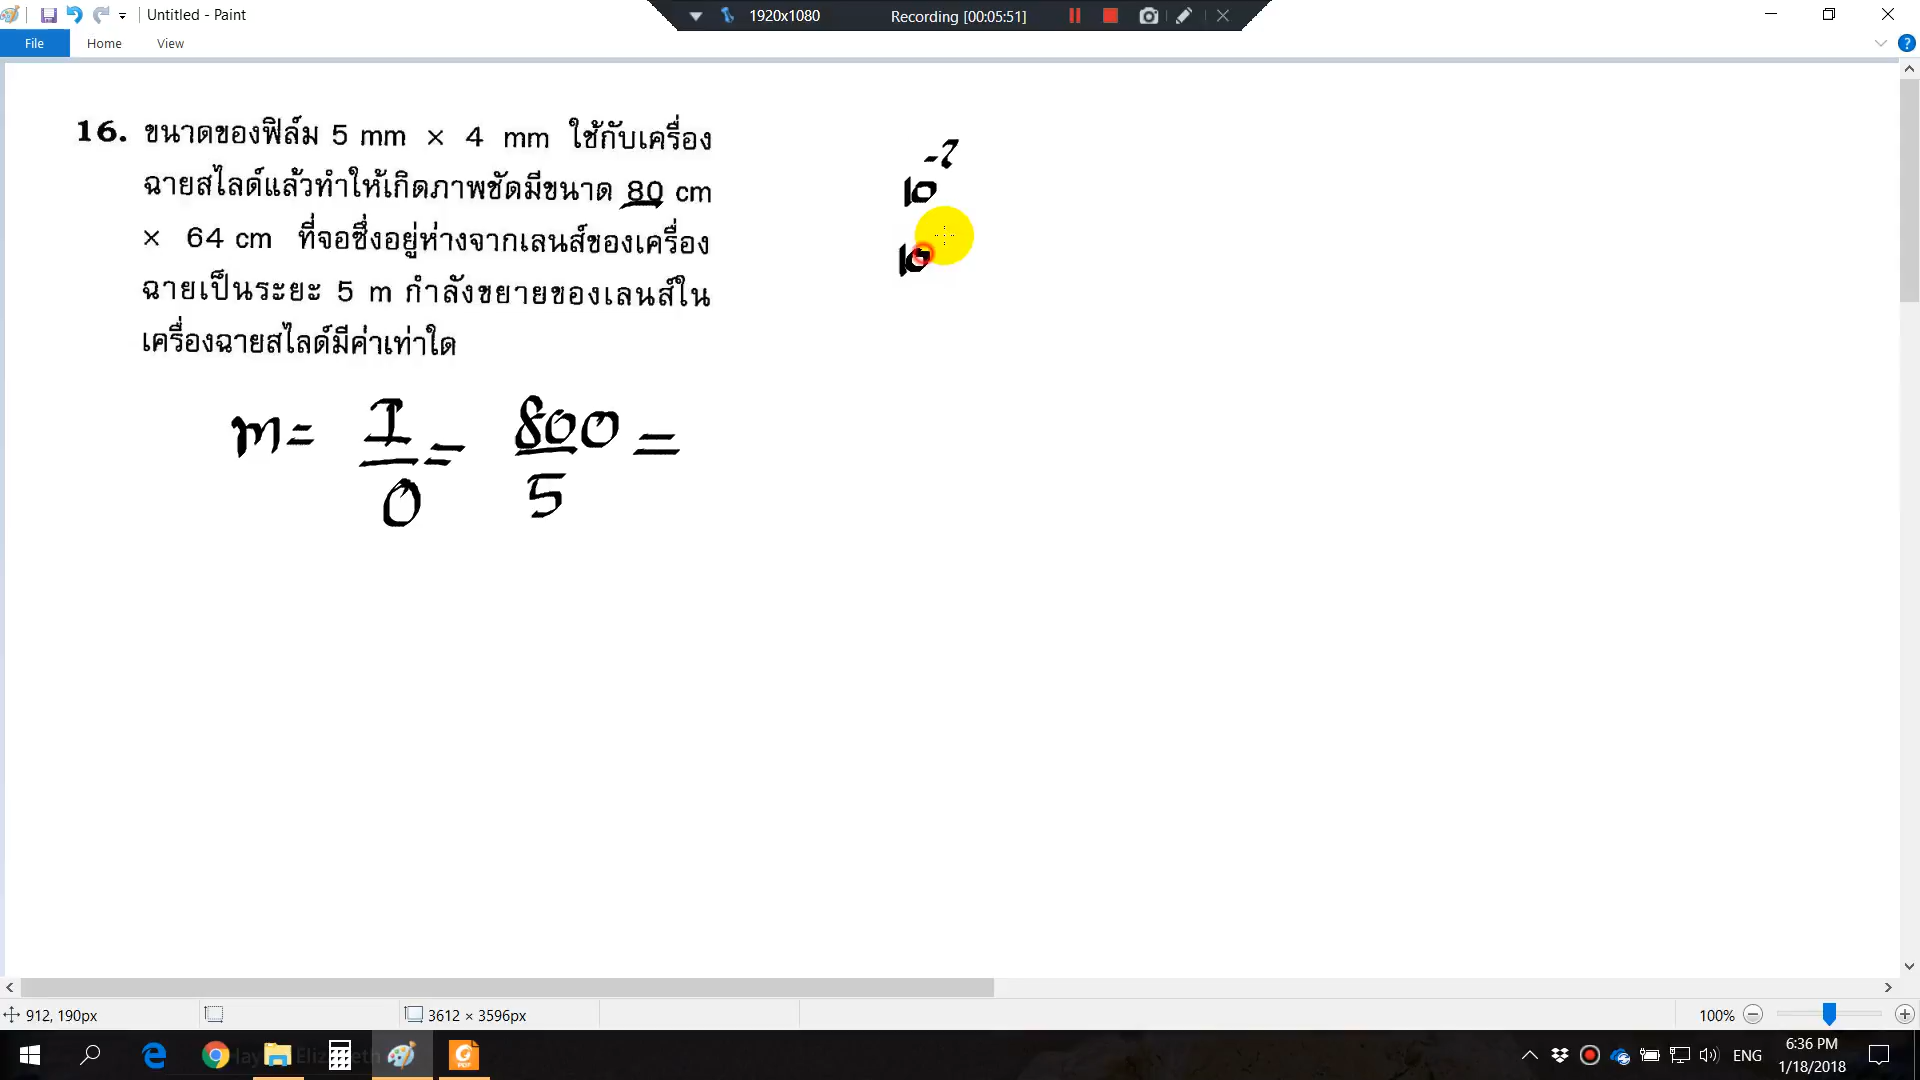 Untitled - Paint
1920x1080
Recording [00:05:51]
File
Home
View
16. ขนาดของฟิล์ม 5 mm × 4 mm ใช้กับเครื่อง
ฉายสไลด์แล้วทำให้เกิดภาพชัดมีขนาด 80 cm
× 64 cm ที่จอซึ่งอยู่ห่างจากเลนส์ของเครื่อง
ฉายเป็นระยะ 5 m กำลังขยายของเลนส์ใน
เครื่องฉายสไลด์มีค่าเท่าใด
10
10
m = I/0 = 800/5 =
912, 190px
3612 × 3596px
100%
ENG
6:36 PM
1/18/2018